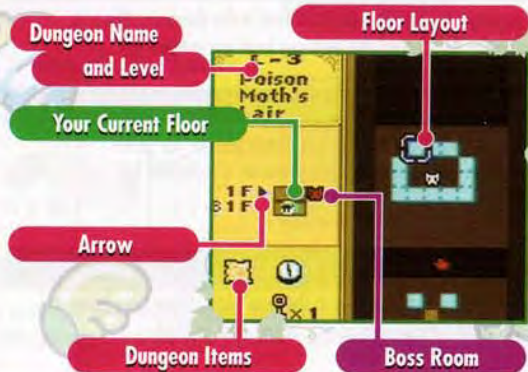 Dungeon Name
and Level
Floor Layout
L-3
Poison
Moth's
Lair
Your Current Floor
1F
B1F
Arrow
×1
Dungeon Items
Boss Room